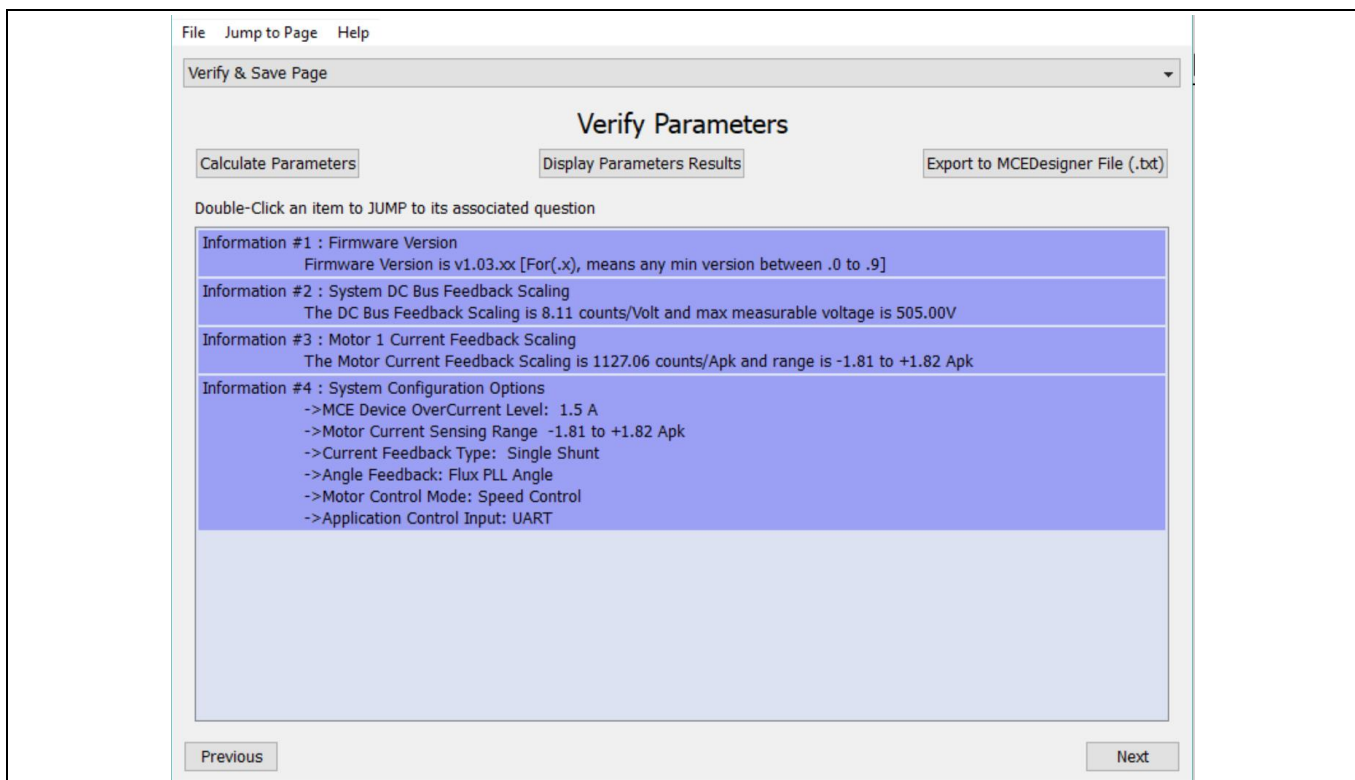 File Jump to Page Help
Verify & Save Page
Verify Parameters
Calculate Parameters Display Parameters Results Export to MCEDesigner File (.txt)
Double-Click an item to JUMP to its associated question
Information #1 : Firmware Version
Firmware Version is v1.03.xx [For(.x), means any min version between .0 to .9]
Information #2 : System DC Bus Feedback Scaling
The DC Bus Feedback Scaling is 8.11 counts/Volt and max measurable voltage is 505.00V
Information #3 : Motor 1 Current Feedback Scaling
The Motor Current Feedback Scaling is 1127.06 counts/Apk and range is -1.81 to +1.82 Apk
Information #4 : System Configuration Options
->MCE Device OverCurrent Level: 1.5 A
->Motor Current Sensing Range -1.81 to +1.82 Apk
->Current Feedback Type: Single Shunt
->Angle Feedback: Flux PLL Angle
->Motor Control Mode: Speed Control
->Application Control Input: UART
Previous Next